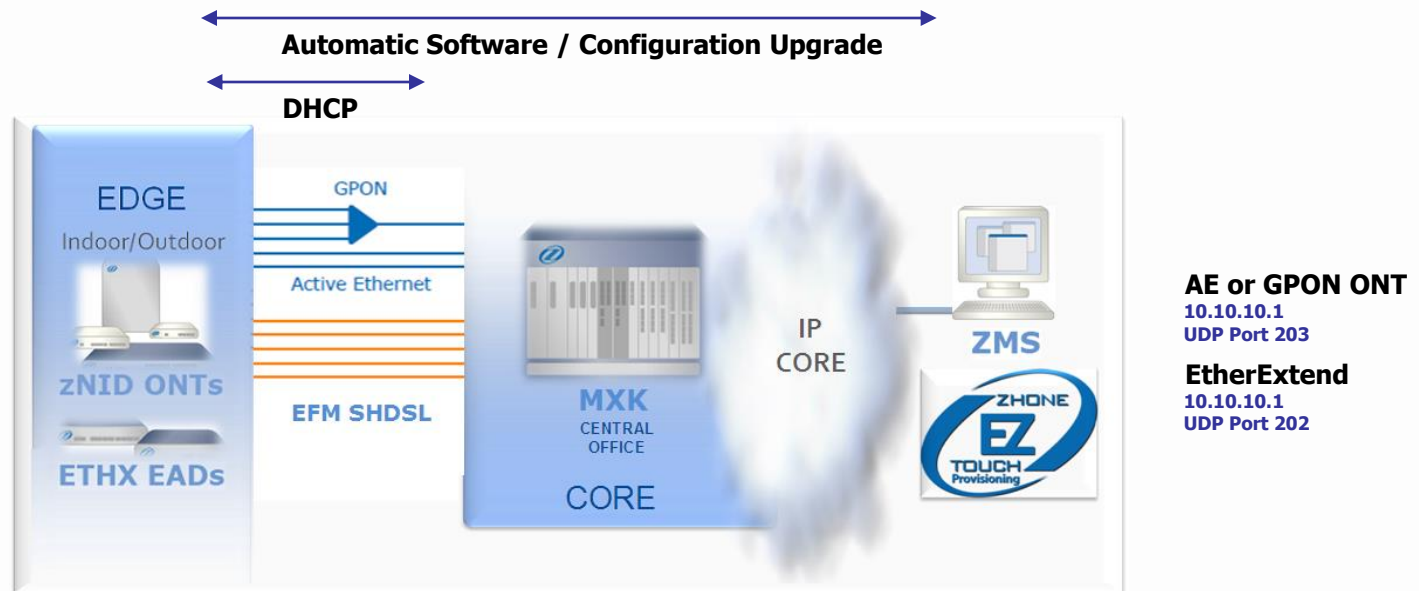 Automatic Software / Configuration Upgrade
DHCP
EDGE
Indoor/Outdoor
zNID ONTs
ETHX EADs
GPON
Active Ethernet
EFM SHDSL
MXK
CENTRAL
OFFICE
CORE
IP
CORE
ZMS
ZHONE
EZ
TOUCH
Provisioning
AE or GPON ONT
10.10.10.1
UDP Port 203
EtherExtend
10.10.10.1
UDP Port 202